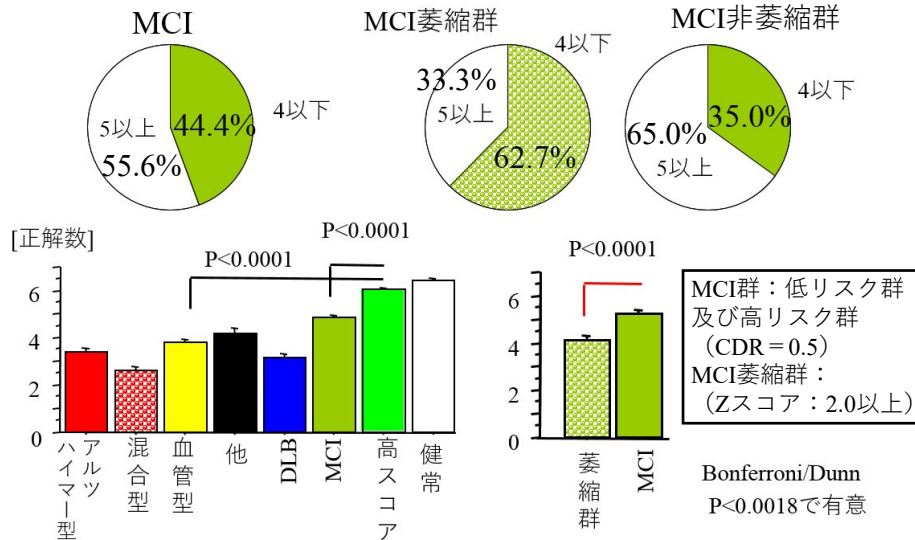 MCI
MCI萎縮群
MCI非萎縮群
5以上
55.6%
44.4%
4以下
33.3%
5以上
62.7%
4以下
65.0%
5以上
35.0%
4以下
[正解数]
P<0.0001
P<0.0001
6
4
2
0
アルツ
ハイマー型
混合型
血管型
他
DLB
MCI
高スコア
健常
P<0.0001
6
4
2
0
萎縮群
MCI
MCI群：低リスク群
及び高リスク群
（CDR＝0.5）
MCI萎縮群：
（Zスコア：2.0以上）
Bonferroni/Dunn
P<0.0018で有意